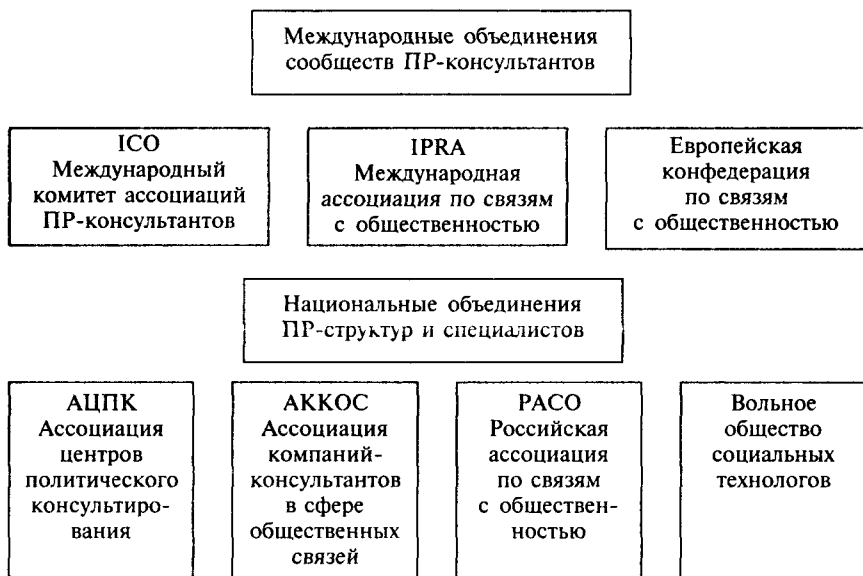 Международные объединения
сообществ ПР-консультантов
ICO
Международный
комитет ассоциаций
ПР-консультантов
IPRA
Международная
ассоциация по связям
с общественностью
Европейская
конфедерация
по связям
с общественностью
Национальные объединения
ПР-структур и специалистов
АЦПК
Ассоциация
центров
политического
консультиро-
вания
АККОС
Ассоциация
компаний-
консультантов
в сфере
общественных
связей
РАСО
Российская
ассоциация
по связям
с обществен-
ностью
Вольное
общество
социальных
технологов